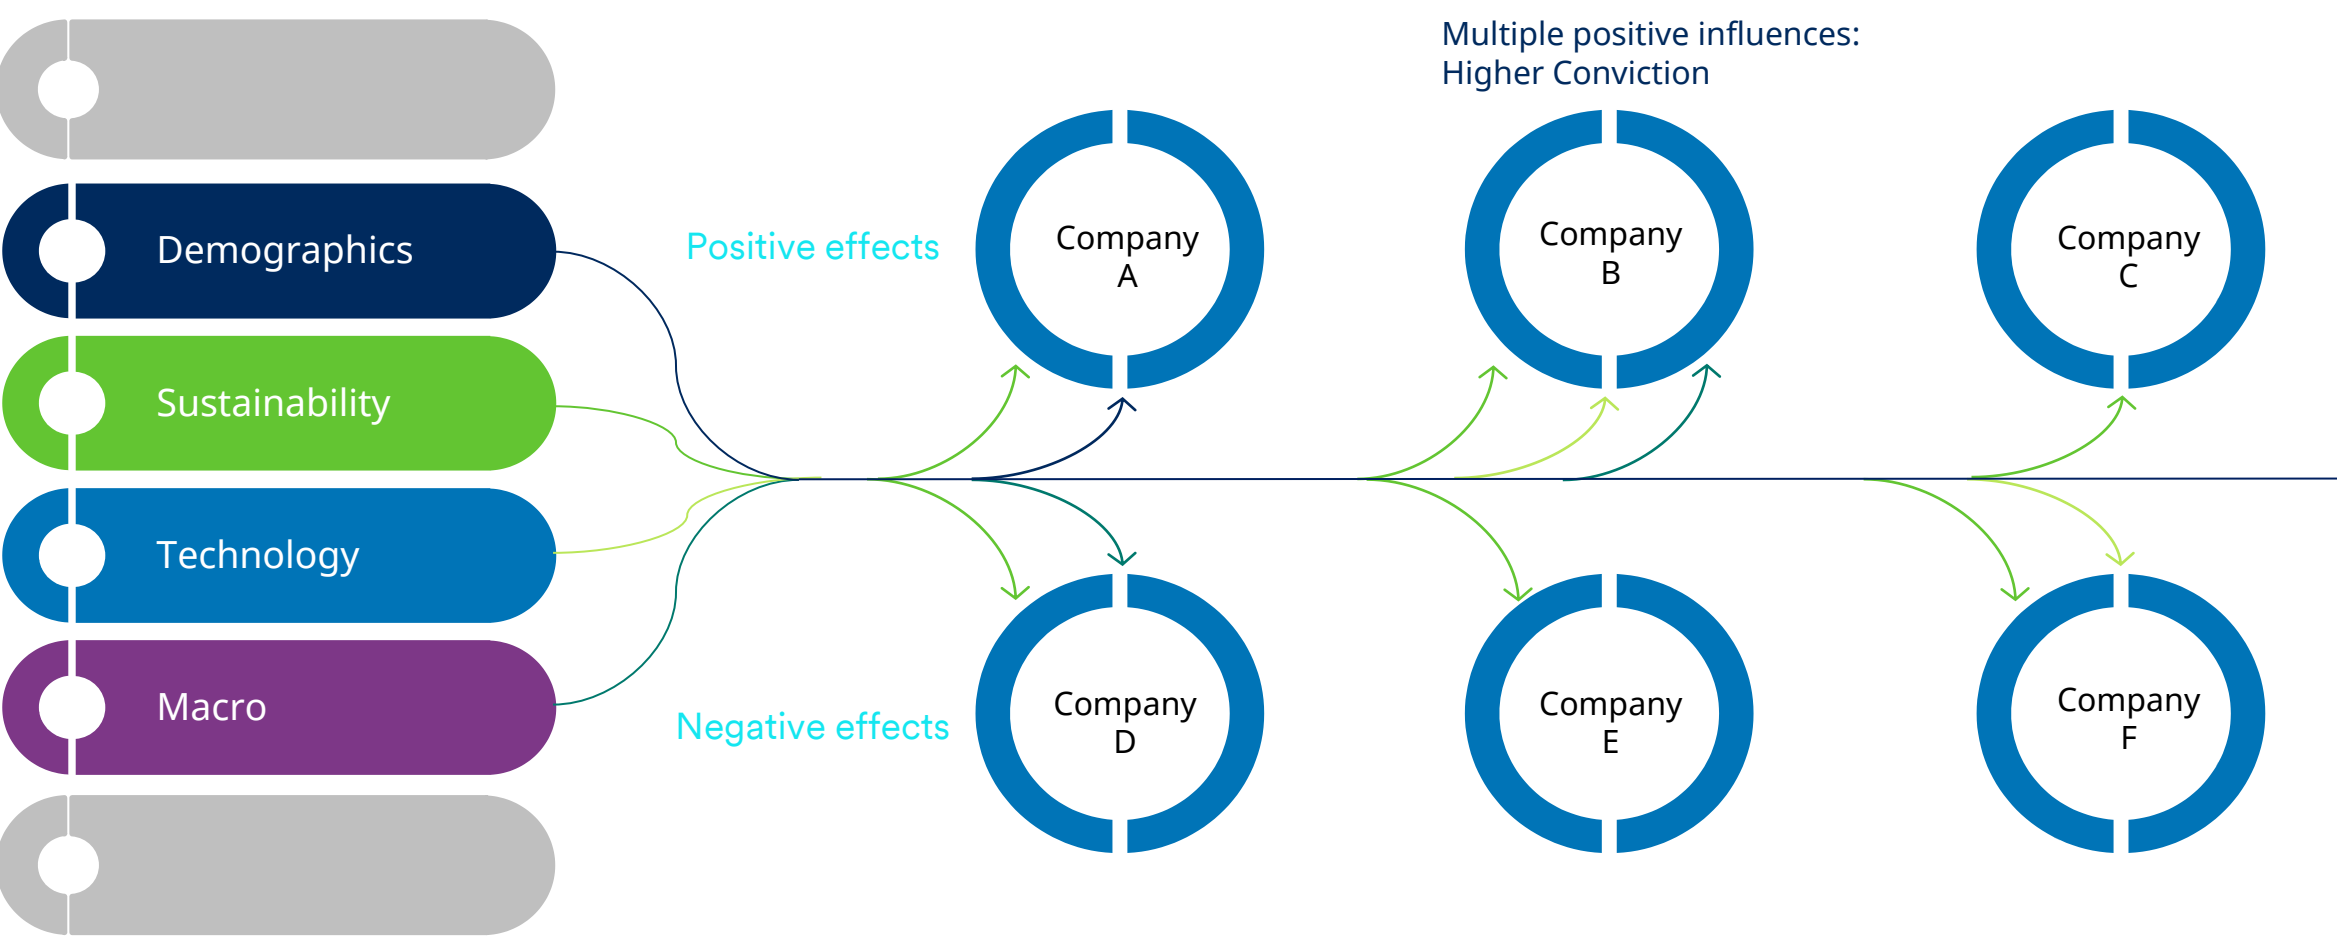 Multiple positive influences:
Higher Conviction
Demographics
Sustainability
Technology
Macro
Positive effects
Company
A
Company
B
Company
C
Negative effects
Company
D
Company
E
Company
F